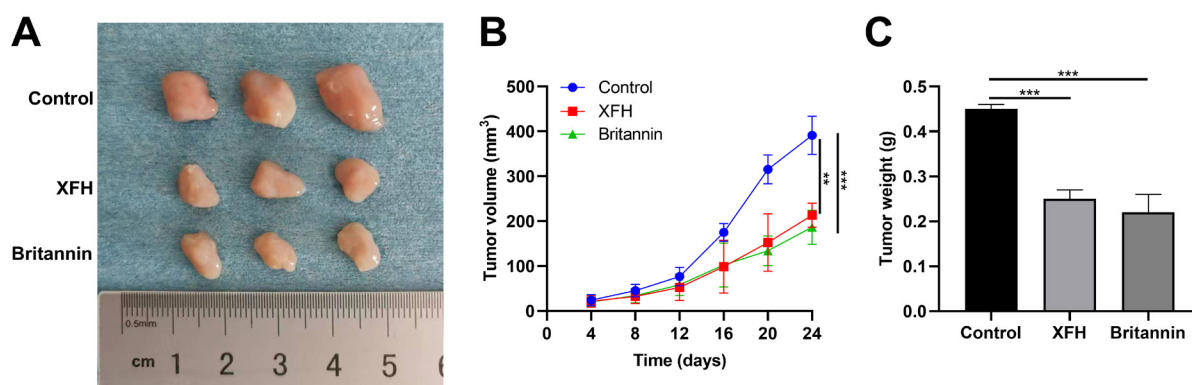 A
Control
XFH
Britannin
0.5mm
cm 1 2 3 4 5
B
Control
XFH
Britannin
Tumor volume (mm³)
500
400
300
200
100
0
0 4 8 12 16 20 24
Time (days)
**
***
C
***
***
Tumor weight (g)
0.5
0.4
0.3
0.2
0.1
0.0
Control XFH Britannin